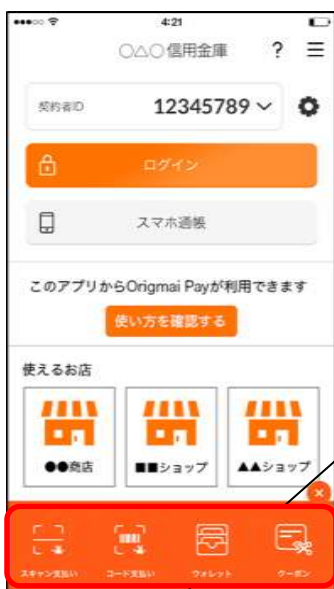 4:21
○△○信用金庫 ?
契約者ID 12345789
ログイン
スマホ通帳
このアプリからOrigmai Payが利用できます
使い方を確認する
使えるお店
●●商店 ■■ショップ ▲▲ショップ
スキャン支払い コード支払い ウォレット クーポン